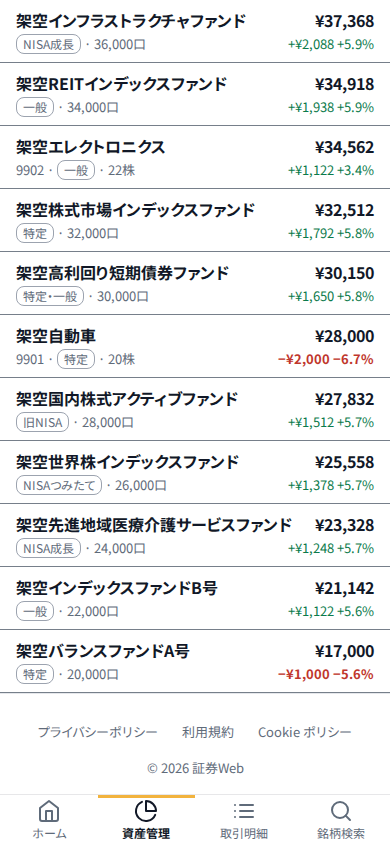 架空インフラストラクチャファンド ¥37,368
NISA成長 · 36,000口 +¥2,088 +5.9%
架空REITインデックスファンド ¥34,918
一般 · 34,000口 +¥1,938 +5.9%
架空エレクトロニクス ¥34,562
9902 · 一般 · 22株 +¥1,122 +3.4%
架空株式市場インデックスファンド ¥32,512
特定 · 32,000口 +¥1,792 +5.8%
架空高利回り短期債券ファンド ¥30,150
特定・一般 · 30,000口 +¥1,650 +5.8%
架空自動車 ¥28,000
9901 · 特定 · 20株 −¥2,000 −6.7%
架空国内株式アクティブファンド ¥27,832
旧NISA · 28,000口 +¥1,512 +5.7%
架空世界株インデックスファンド ¥25,558
NISAつみたて · 26,000口 +¥1,378 +5.7%
架空先進地域医療介護サービスファンド ¥23,328
NISA成長 · 24,000口 +¥1,248 +5.7%
架空インデックスファンドB号 ¥21,142
一般 · 22,000口 +¥1,122 +5.6%
架空バランスファンドA号 ¥17,000
特定 · 20,000口 −¥1,000 −5.6%
プライバシーポリシー 利用規約 Cookie ポリシー
© 2026 証券Web
ホーム 資産管理 取引明細 銘柄検索